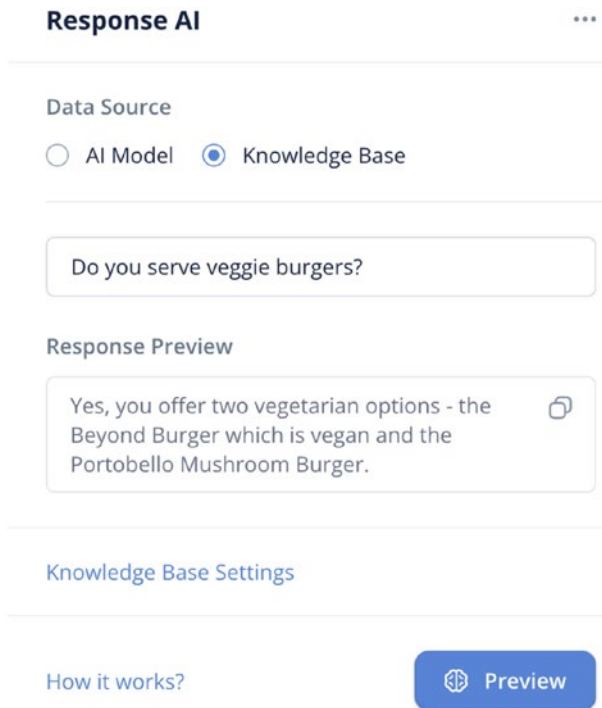 Response AI
Data Source
AI Model Knowledge Base
Do you serve veggie burgers?
Response Preview
Yes, you offer two vegetarian options - the
Beyond Burger which is vegan and the
Portobello Mushroom Burger.
Knowledge Base Settings
How it works? Preview